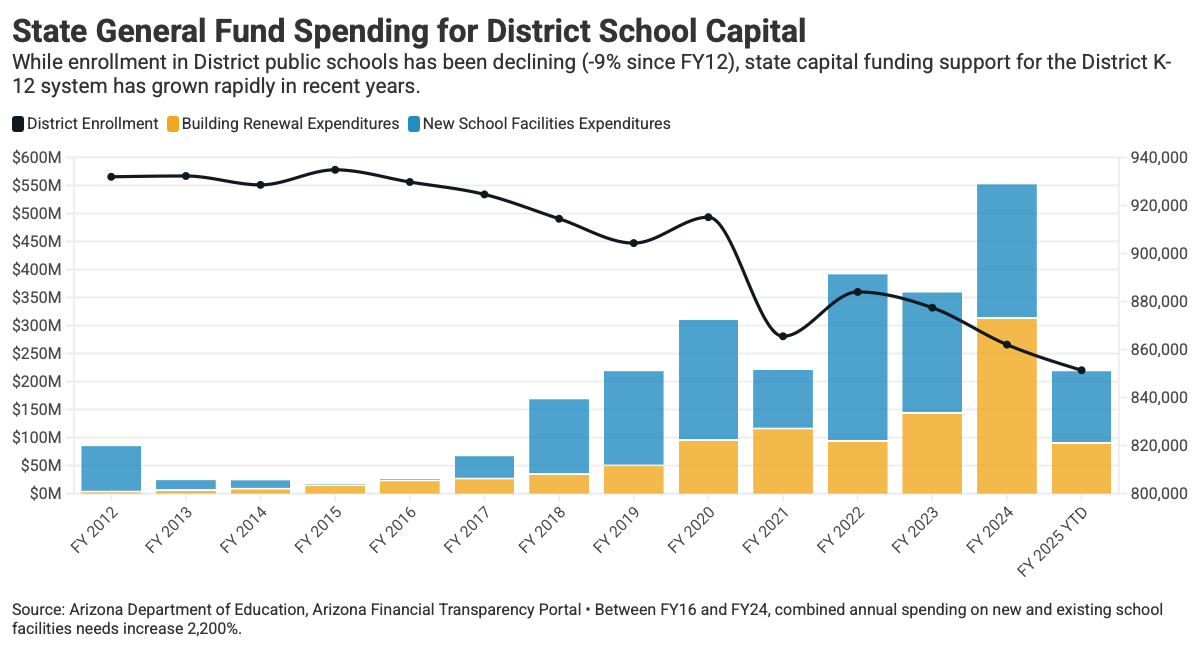 State General Fund Spending for District School Capital
While enrollment in District public schools has been declining (-9% since FY12), state capital funding support for the District K-
12 system has grown rapidly in recent years.
District Enrollment Building Renewal Expenditures New School Facilities Expenditures
$600M
$550M
$500M
$450M
$400M
$350M
$300M
$250M
$200M
$150M
$100M
$50M
$0M
940,000
920,000
900,000
880,000
860,000
840,000
820,000
800,000
FY 2012
FY 2013
FY 2014
FY 2015
FY 2016
FY 2017
FY 2018
FY 2019
FY 2020
FY 2021
FY 2022
FY 2023
FY 2024
FY 2025 YTD
Source: Arizona Department of Education, Arizona Financial Transparency Portal • Between FY16 and FY24, combined annual spending on new and existing school
facilities needs increase 2,200%.